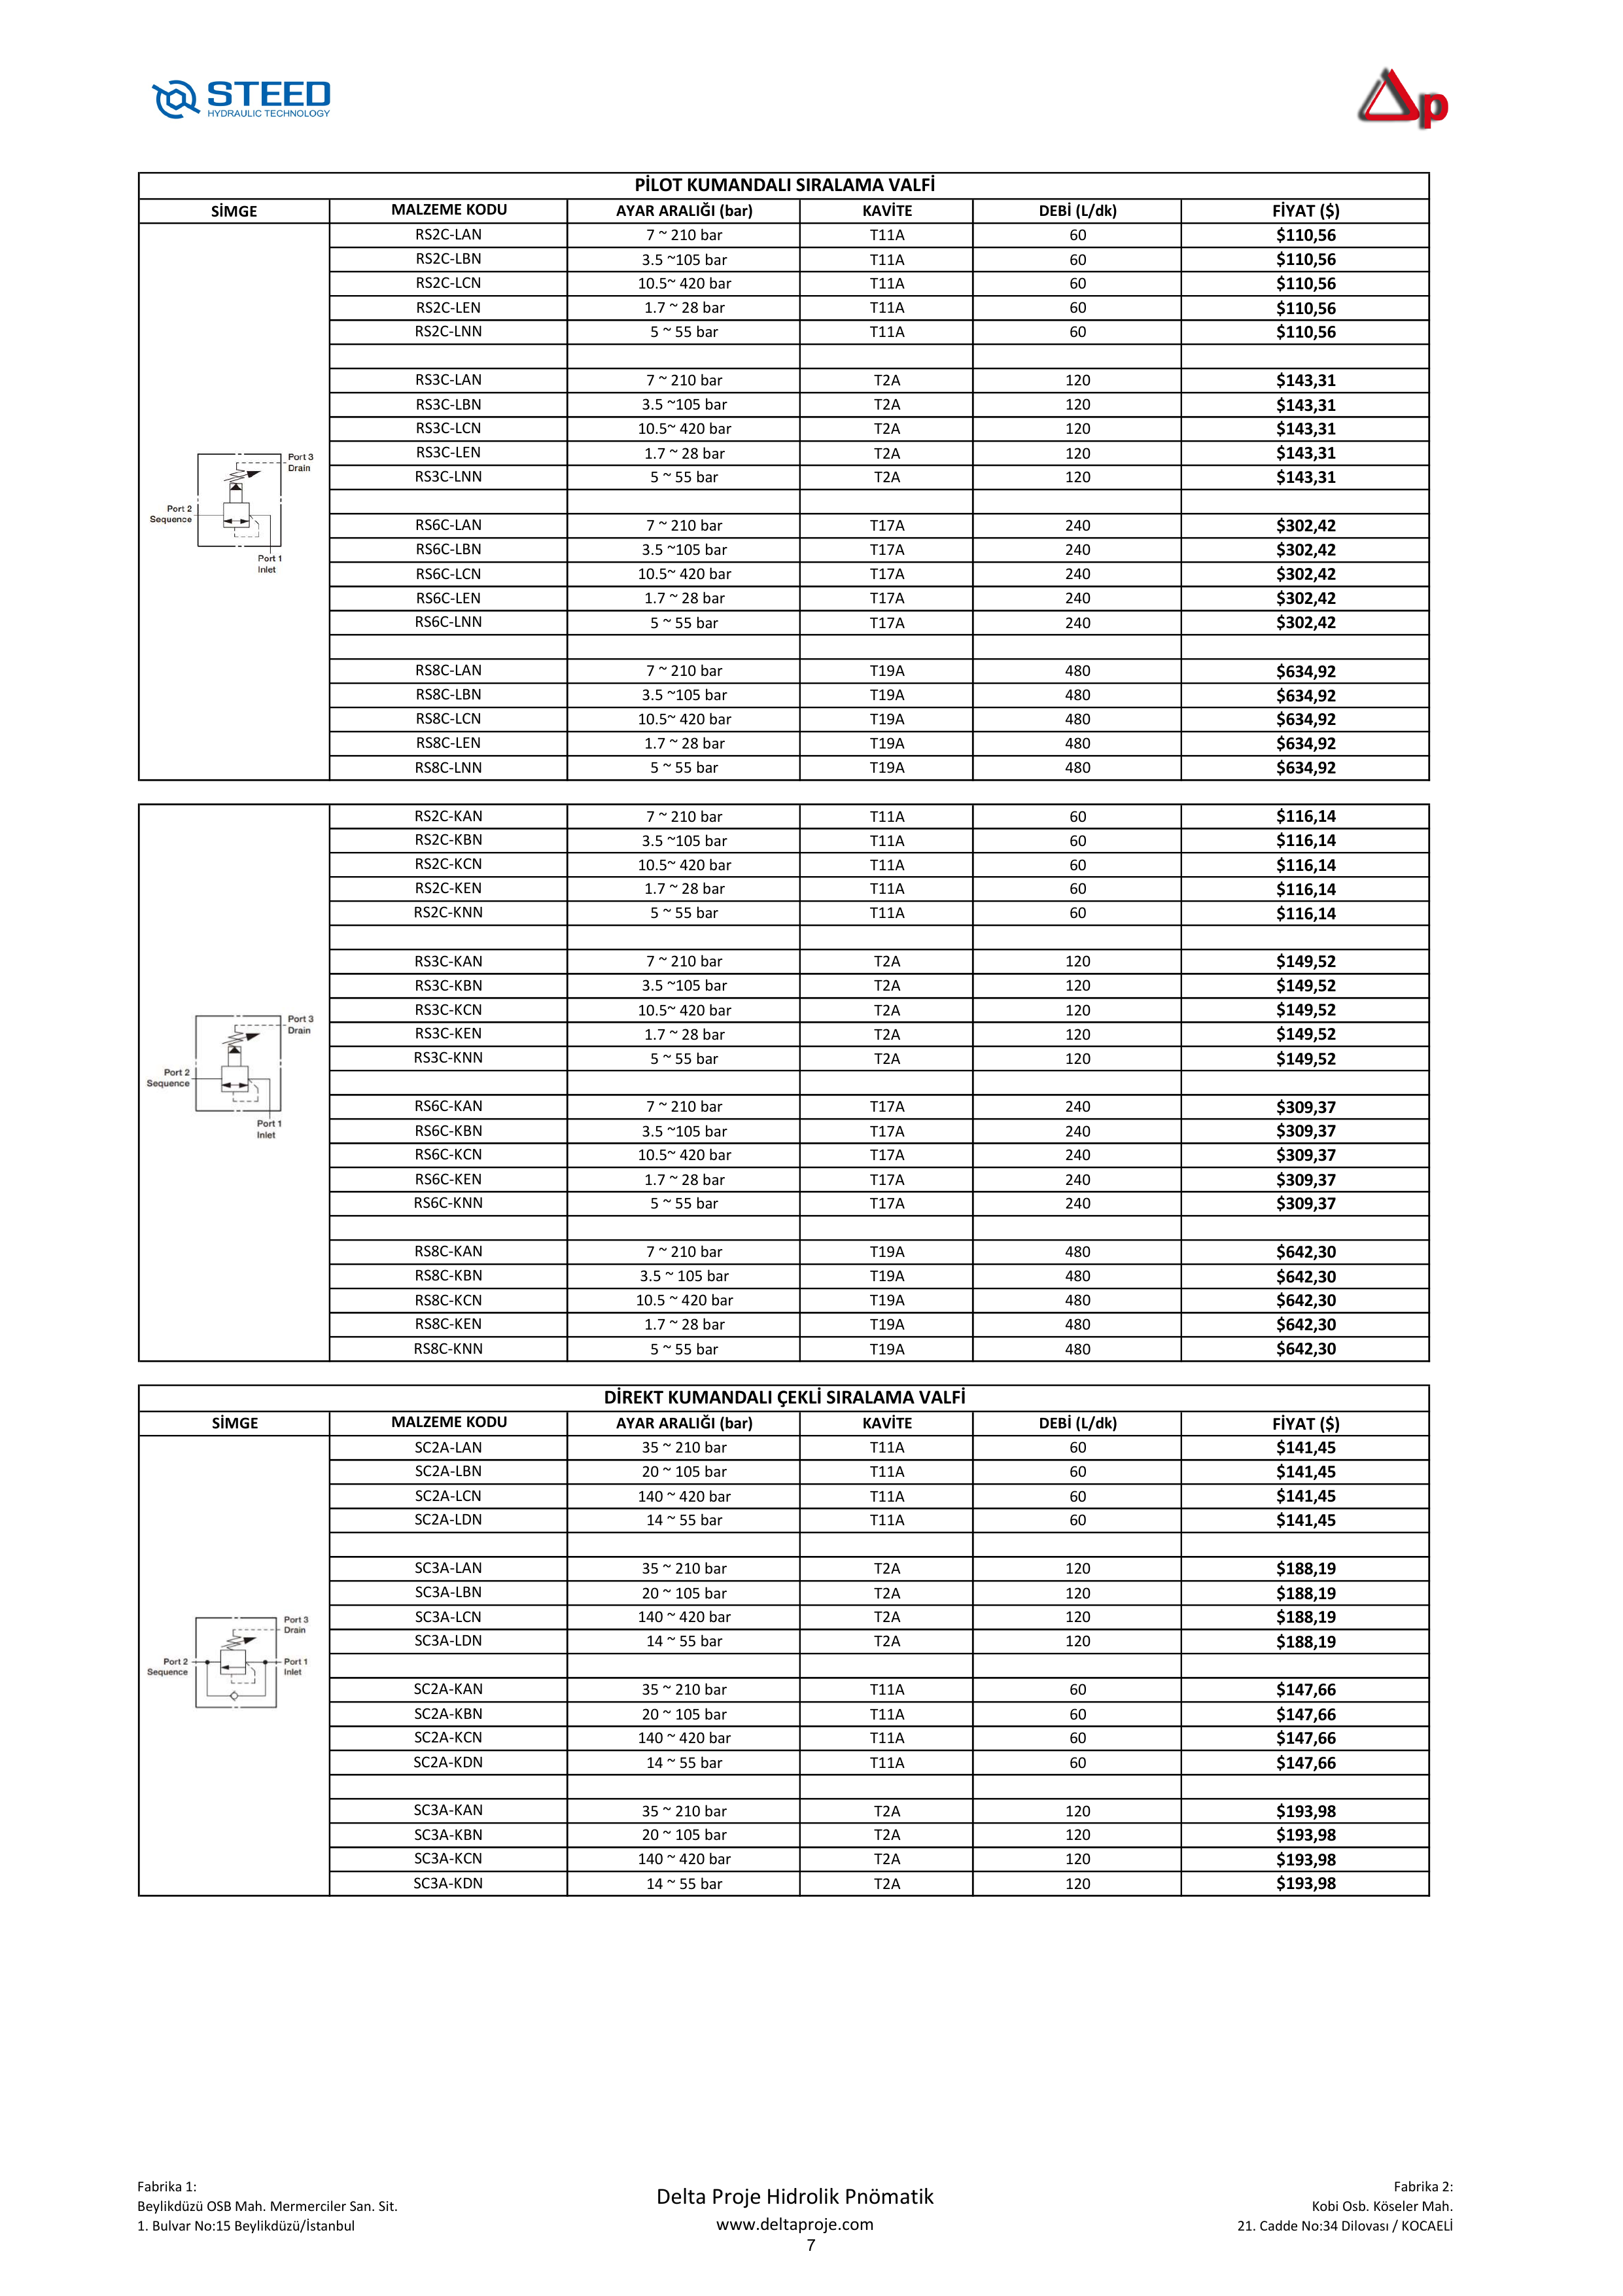 STEED
HYDRAULIC TECHNOLOGY
p
PİLOT KUMANDALI SIRALAMA VALFİ
SİMGE MALZEME KODU AYAR ARALIĞI (bar) KAVİTE DEBİ (L/dk) FİYAT ($)
RS2C-LAN 7 ~ 210 bar T11A 60 $110,56
RS2C-LBN 3.5 ~105 bar T11A 60 $110,56
RS2C-LCN 10.5~ 420 bar T11A 60 $110,56
RS2C-LEN 1.7 ~ 28 bar T11A 60 $110,56
RS2C-LNN 5 ~ 55 bar T11A 60 $110,56
RS3C-LAN 7 ~ 210 bar T2A 120 $143,31
RS3C-LBN 3.5 ~105 bar T2A 120 $143,31
RS3C-LCN 10.5~ 420 bar T2A 120 $143,31
RS3C-LEN 1.7 ~ 28 bar T2A 120 $143,31
RS3C-LNN 5 ~ 55 bar T2A 120 $143,31
Port 3
Drain
Port 2
Sequence
Port 1
Inlet
RS6C-LAN 7 ~ 210 bar T17A 240 $302,42
RS6C-LBN 3.5 ~105 bar T17A 240 $302,42
RS6C-LCN 10.5~ 420 bar T17A 240 $302,42
RS6C-LEN 1.7 ~ 28 bar T17A 240 $302,42
RS6C-LNN 5 ~ 55 bar T17A 240 $302,42
RS8C-LAN 7 ~ 210 bar T19A 480 $634,92
RS8C-LBN 3.5 ~105 bar T19A 480 $634,92
RS8C-LCN 10.5~ 420 bar T19A 480 $634,92
RS8C-LEN 1.7 ~ 28 bar T19A 480 $634,92
RS8C-LNN 5 ~ 55 bar T19A 480 $634,92
RS2C-KAN 7 ~ 210 bar T11A 60 $116,14
RS2C-KBN 3.5 ~105 bar T11A 60 $116,14
RS2C-KCN 10.5~ 420 bar T11A 60 $116,14
RS2C-KEN 1.7 ~ 28 bar T11A 60 $116,14
RS2C-KNN 5 ~ 55 bar T11A 60 $116,14
RS3C-KAN 7 ~ 210 bar T2A 120 $149,52
RS3C-KBN 3.5 ~105 bar T2A 120 $149,52
RS3C-KCN 10.5~ 420 bar T2A 120 $149,52
RS3C-KEN 1.7 ~ 28 bar T2A 120 $149,52
RS3C-KNN 5 ~ 55 bar T2A 120 $149,52
Port 3
Drain
Port 2
Sequence
Port 1
Inlet
RS6C-KAN 7 ~ 210 bar T17A 240 $309,37
RS6C-KBN 3.5 ~105 bar T17A 240 $309,37
RS6C-KCN 10.5~ 420 bar T17A 240 $309,37
RS6C-KEN 1.7 ~ 28 bar T17A 240 $309,37
RS6C-KNN 5 ~ 55 bar T17A 240 $309,37
RS8C-KAN 7 ~ 210 bar T19A 480 $642,30
RS8C-KBN 3.5 ~ 105 bar T19A 480 $642,30
RS8C-KCN 10.5 ~ 420 bar T19A 480 $642,30
RS8C-KEN 1.7 ~ 28 bar T19A 480 $642,30
RS8C-KNN 5 ~ 55 bar T19A 480 $642,30
DİREKT KUMANDALI ÇEKLİ SIRALAMA VALFİ
SİMGE MALZEME KODU AYAR ARALIĞI (bar) KAVİTE DEBİ (L/dk) FİYAT ($)
SC2A-LAN 35 ~ 210 bar T11A 60 $141,45
SC2A-LBN 20 ~ 105 bar T11A 60 $141,45
SC2A-LCN 140 ~ 420 bar T11A 60 $141,45
SC2A-LDN 14 ~ 55 bar T11A 60 $141,45
SC3A-LAN 35 ~ 210 bar T2A 120 $188,19
SC3A-LBN 20 ~ 105 bar T2A 120 $188,19
SC3A-LCN 140 ~ 420 bar T2A 120 $188,19
SC3A-LDN 14 ~ 55 bar T2A 120 $188,19
Port 3
Drain
Port 2 Port 1
Sequence Inlet
SC2A-KAN 35 ~ 210 bar T11A 60 $147,66
SC2A-KBN 20 ~ 105 bar T11A 60 $147,66
SC2A-KCN 140 ~ 420 bar T11A 60 $147,66
SC2A-KDN 14 ~ 55 bar T11A 60 $147,66
SC3A-KAN 35 ~ 210 bar T2A 120 $193,98
SC3A-KBN 20 ~ 105 bar T2A 120 $193,98
SC3A-KCN 140 ~ 420 bar T2A 120 $193,98
SC3A-KDN 14 ~ 55 bar T2A 120 $193,98
Fabrika 1:
Beylikdüzü OSB Mah. Mermerciler San. Sit.
1. Bulvar No:15 Beylikdüzü/İstanbul
Delta Proje Hidrolik Pnömatik
www.deltaproje.com
7
Fabrika 2:
Kobi Osb. Köseler Mah.
21. Cadde No:34 Dilovası / KOCAELİ